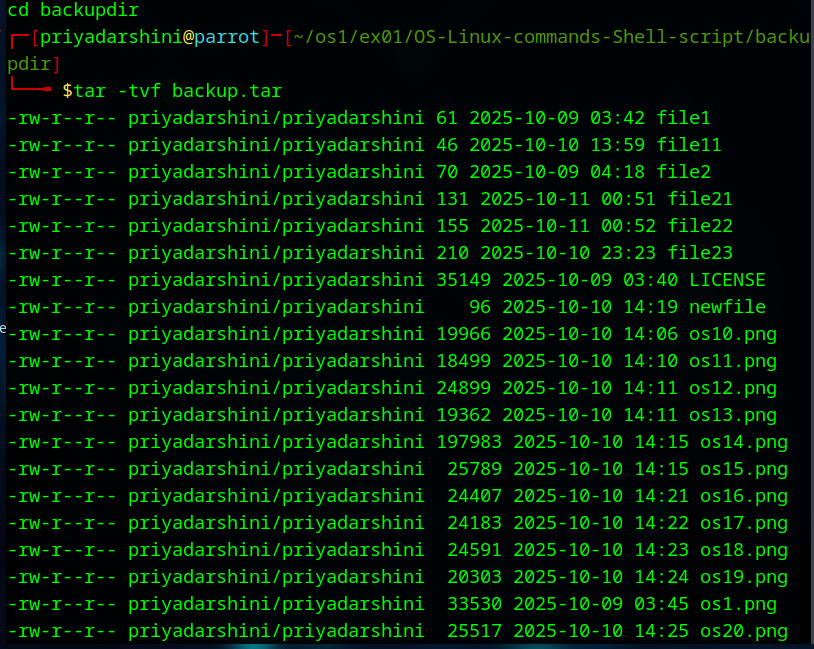 cd backupdir
┌─[priyadarshini@parrot]─[~/os1/ex01/OS-Linux-commands-Shell-script/backu
pdir]
└──╼ $tar -tvf backup.tar
-rw-r--r-- priyadarshini/priyadarshini 61 2025-10-09 03:42 file1
-rw-r--r-- priyadarshini/priyadarshini 46 2025-10-10 13:59 file11
-rw-r--r-- priyadarshini/priyadarshini 70 2025-10-09 04:18 file2
-rw-r--r-- priyadarshini/priyadarshini 131 2025-10-11 00:51 file21
-rw-r--r-- priyadarshini/priyadarshini 155 2025-10-11 00:52 file22
-rw-r--r-- priyadarshini/priyadarshini 210 2025-10-10 23:23 file23
-rw-r--r-- priyadarshini/priyadarshini 35149 2025-10-09 03:40 LICENSE
-rw-r--r-- priyadarshini/priyadarshini    96 2025-10-10 14:19 newfile
-rw-r--r-- priyadarshini/priyadarshini 19966 2025-10-10 14:06 os10.png
-rw-r--r-- priyadarshini/priyadarshini 18499 2025-10-10 14:10 os11.png
-rw-r--r-- priyadarshini/priyadarshini 24899 2025-10-10 14:11 os12.png
-rw-r--r-- priyadarshini/priyadarshini 19362 2025-10-10 14:11 os13.png
-rw-r--r-- priyadarshini/priyadarshini 197983 2025-10-10 14:15 os14.png
-rw-r--r-- priyadarshini/priyadarshini  25789 2025-10-10 14:15 os15.png
-rw-r--r-- priyadarshini/priyadarshini  24407 2025-10-10 14:21 os16.png
-rw-r--r-- priyadarshini/priyadarshini  24183 2025-10-10 14:22 os17.png
-rw-r--r-- priyadarshini/priyadarshini  24591 2025-10-10 14:23 os18.png
-rw-r--r-- priyadarshini/priyadarshini  20303 2025-10-10 14:24 os19.png
-rw-r--r-- priyadarshini/priyadarshini  33530 2025-10-09 03:45 os1.png
-rw-r--r-- priyadarshini/priyadarshini  25517 2025-10-10 14:25 os20.png